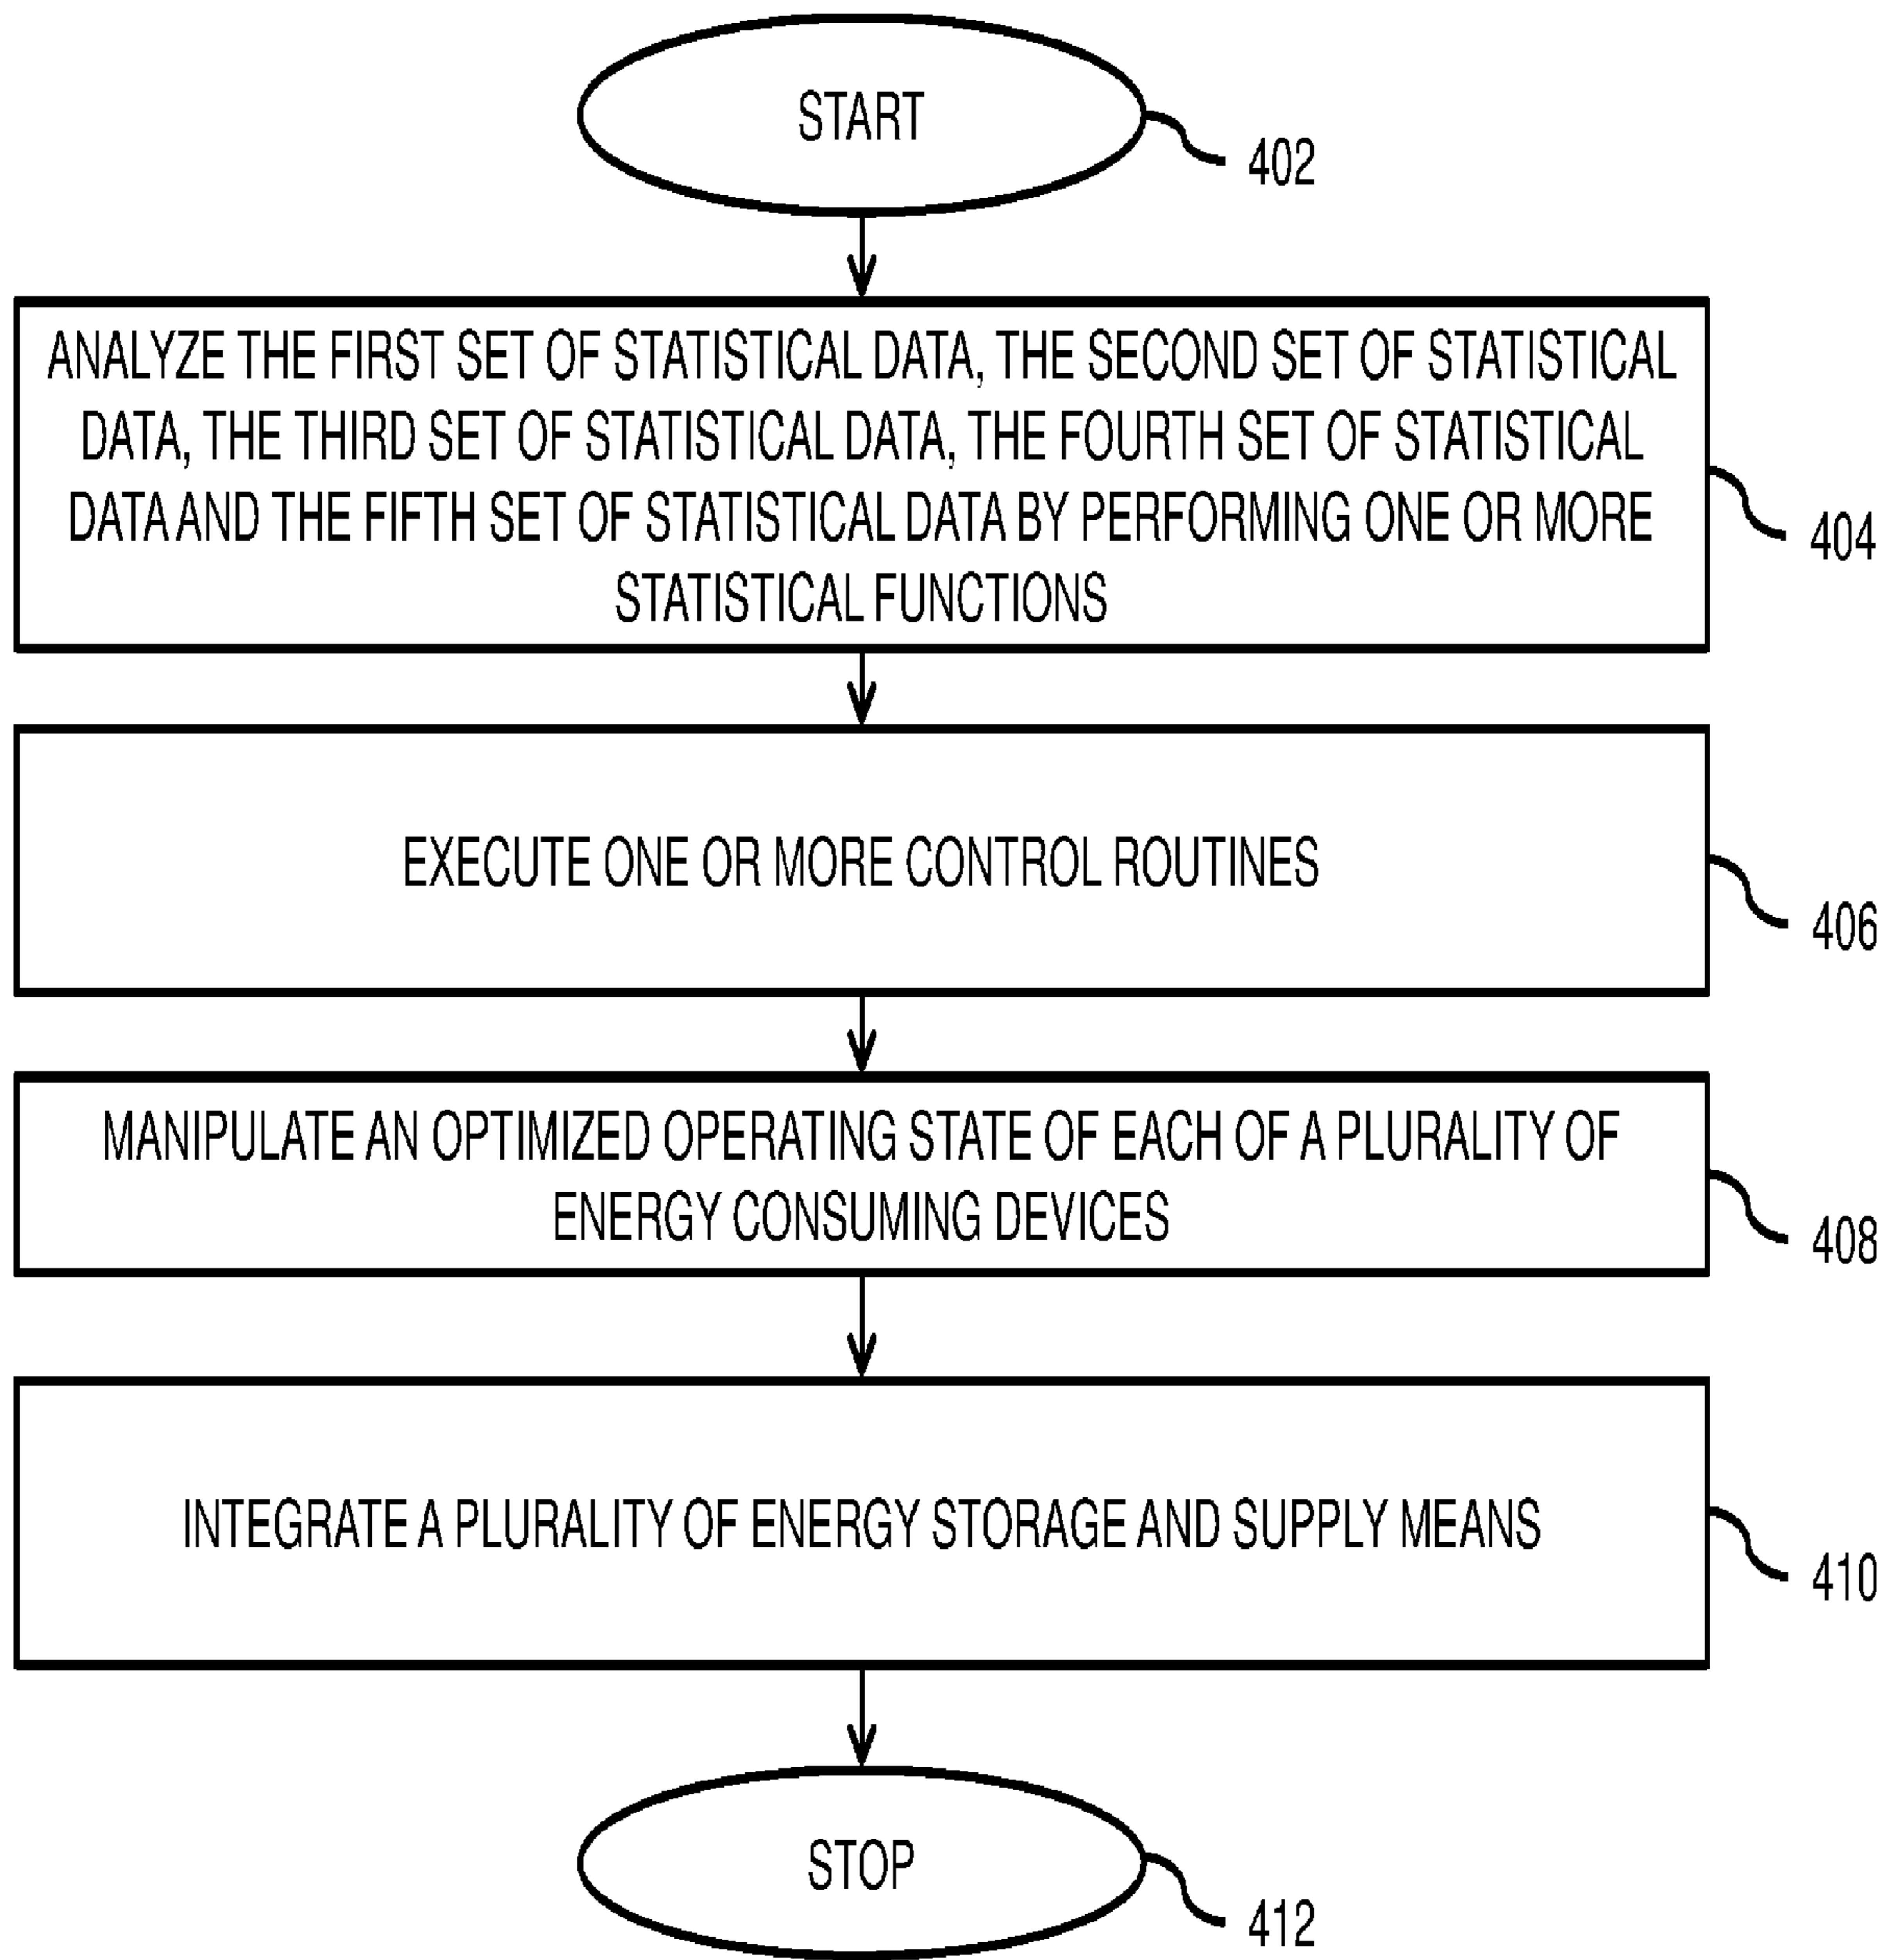 START
402
ANALYZE THE FIRST SET OF STATISTICAL DATA, THE SECOND SET OF STATISTICAL
DATA, THE THIRD SET OF STATISTICAL DATA, THE FOURTH SET OF STATISTICAL
DATA AND THE FIFTH SET OF STATISTICAL DATA BY PERFORMING ONE OR MORE
STATISTICAL FUNCTIONS
404
EXECUTE ONE OR MORE CONTROL ROUTINES
406
MANIPULATE AN OPTIMIZED OPERATING STATE OF EACH OF A PLURALITY OF
ENERGY CONSUMING DEVICES
408
INTEGRATE A PLURALITY OF ENERGY STORAGE AND SUPPLY MEANS
410
STOP
412